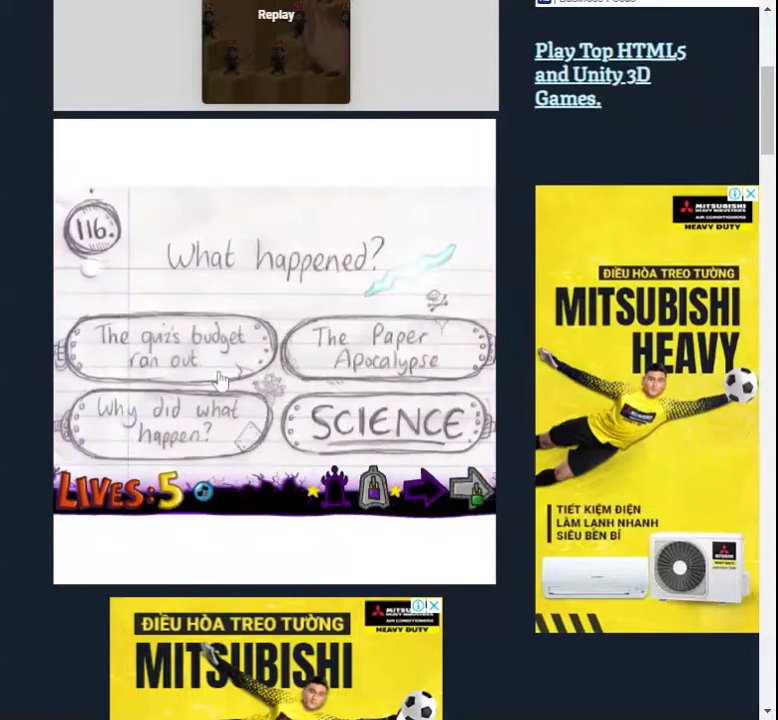 Replay
Business Focus
Play Top HTML5
and Unity 3D
Games.
116.
What happened?
The quiz's budget
ran out
The Paper
Apocalypse
Why did what
happen?
SCIENCE
LIVES:5
MITSUBISHI
HEAVY INDUSTRIES
AIR CONDITIONERS
HEAVY DUTY
ĐIỀU HÒA TREO TƯỜNG
MITSUBISHI
HEAVY
TIẾT KIỆM ĐIỆN
LÀM LẠNH NHANH
SIÊU BỀN BỈ
ĐIỀU HÒA TREO TƯỜNG
HEAVY DUTY
MITSUBISHI